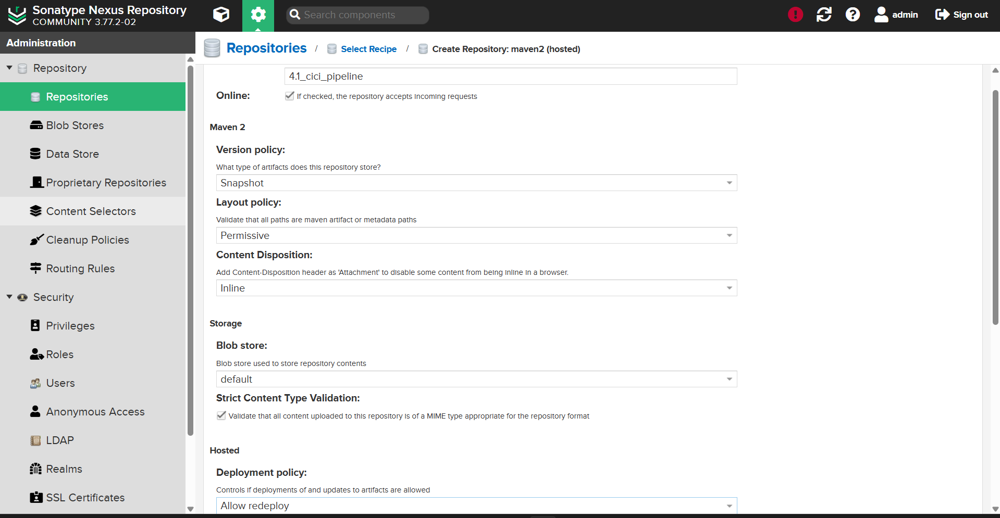 Sonatype Nexus Repository
COMMUNITY 3.77.2-02
Search components
admin
Sign out
Administration
Repository
Repositories
Blob Stores
Data Store
Proprietary Repositories
Content Selectors
Cleanup Policies
Routing Rules
Security
Privileges
Roles
Users
Anonymous Access
LDAP
Realms
SSL Certificates
Repositories / Select Recipe / Create Repository: maven2 (hosted)
4.1_cici_pipeline
Online:
If checked, the repository accepts incoming requests
Maven 2
Version policy:
What type of artifacts does this repository store?
Snapshot
Layout policy:
Validate that all paths are maven artifact or metadata paths
Permissive
Content Disposition:
Add Content-Disposition header as 'Attachment' to disable some content from being inline in a browser.
Inline
Storage
Blob store:
Blob store used to store repository contents
default
Strict Content Type Validation:
Validate that all content uploaded to this repository is of a MIME type appropriate for the repository format
Hosted
Deployment policy:
Controls if deployments of and updates to artifacts are allowed
Allow redeploy